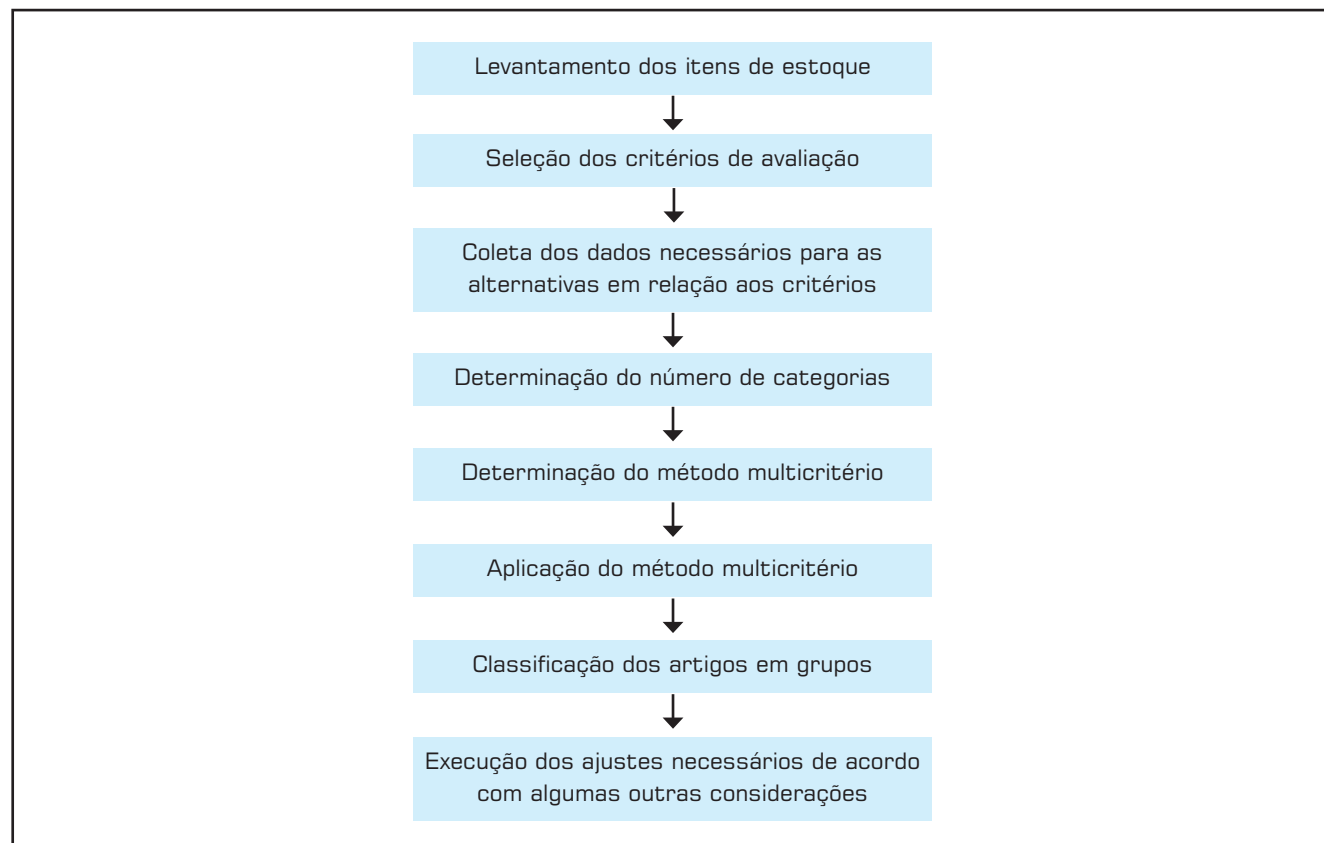 Levantamento dos itens de estoque
Seleção dos critérios de avaliação
Coleta dos dados necessários para as
alternativas em relação aos critérios
Determinação do número de categorias
Determinação do método multicritério
Aplicação do método multicritério
Classificação dos artigos em grupos
Execução dos ajustes necessários de acordo
com algumas outras considerações